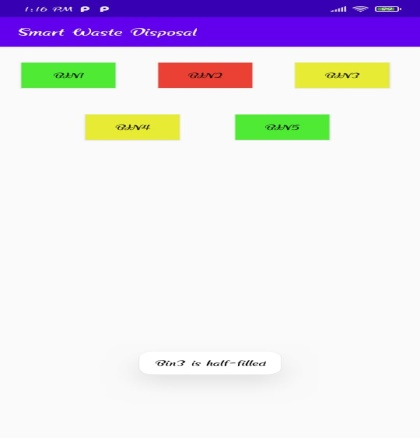 1:16 PM
Smart Waste Disposal
BIN1 BIN2 BIN3
BIN4 BIN5
Bin3 is half-filled